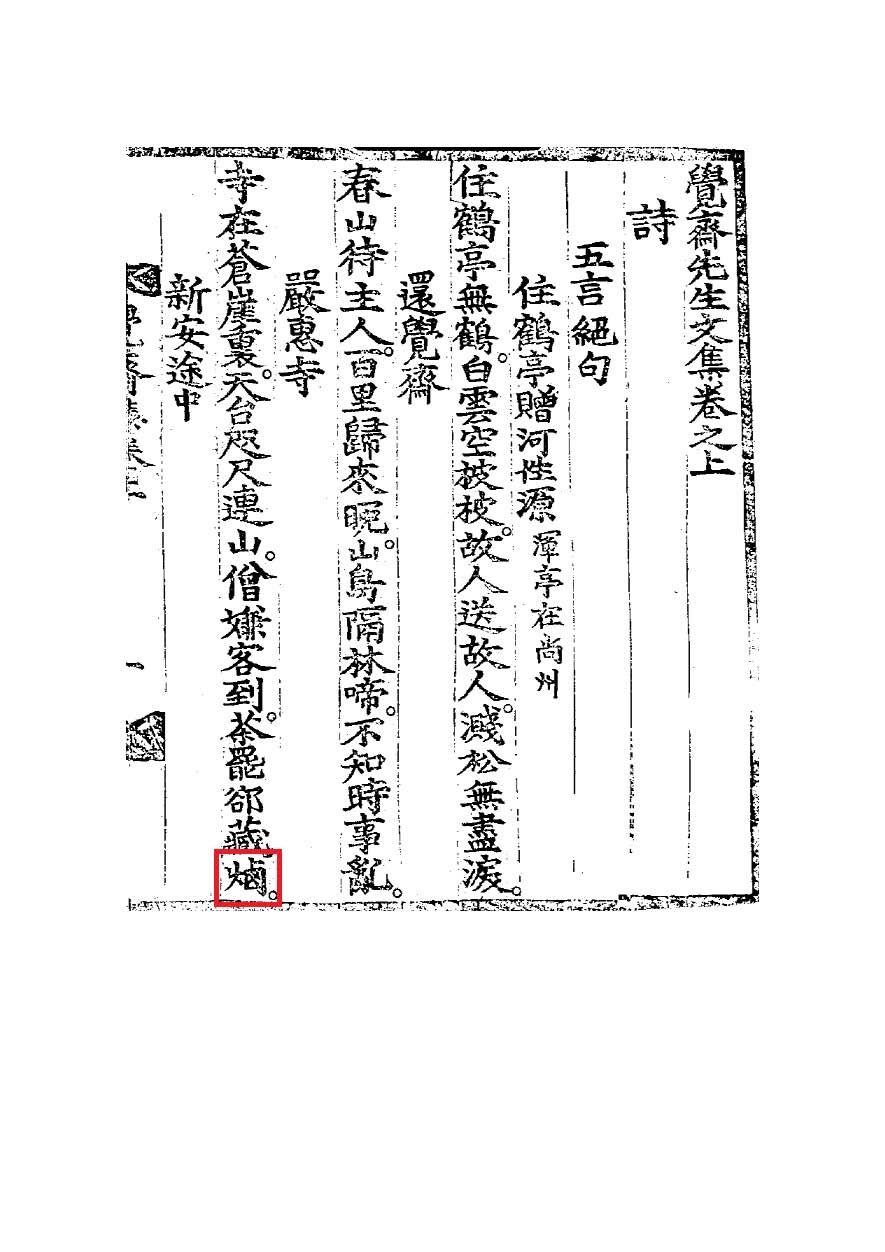 覺齋先生文集卷之上
詩
五言絕句
住鶴亭贈河性源 渾亭在尙州
住鶴亭無鶴。白雲空披披。故人送故人。濺松無盡淚。
還覺齋
春山待主人。百里歸來晩。山鳥隔林啼。不知時事亂。
嚴惠寺
寺在蒼崖裏。天台咫尺連。山僧嫌客到。茶罷郤藏焑。
新安途中
一